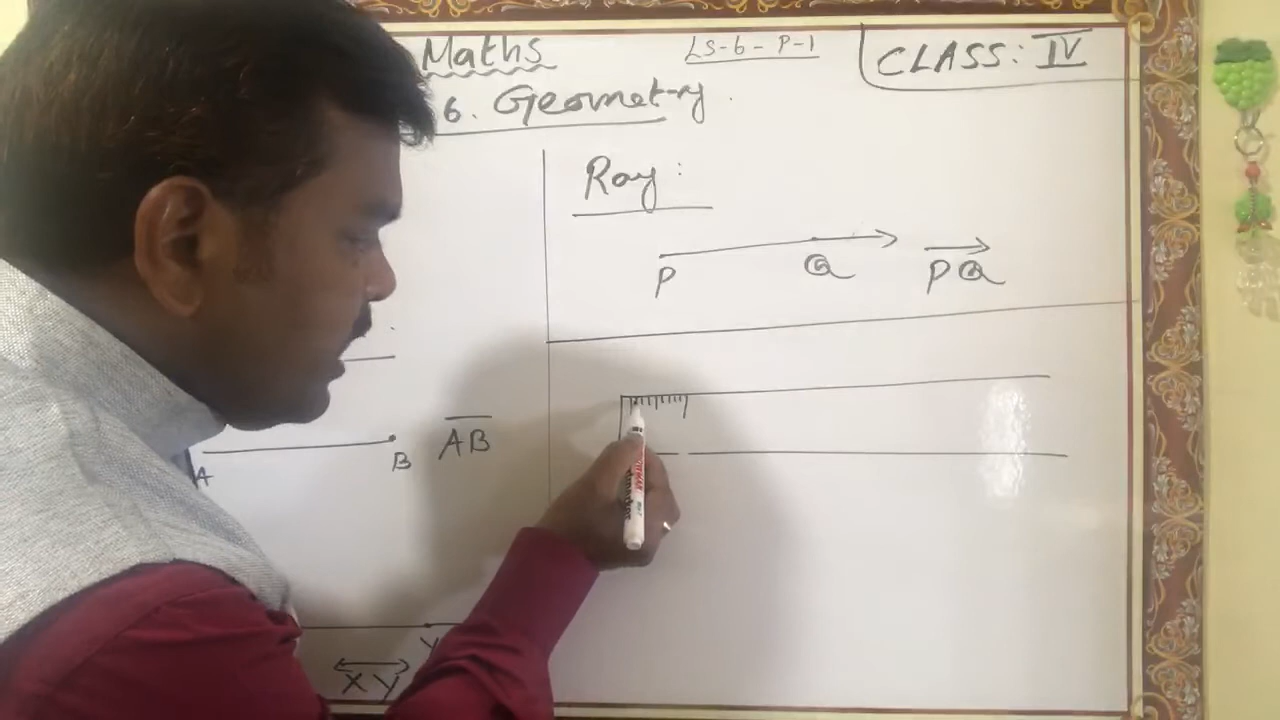 Maths
LS-6-P-1
CLASS: IV
6. Geometry.
Ray:
P Q PQ
A B AB
Y
XY